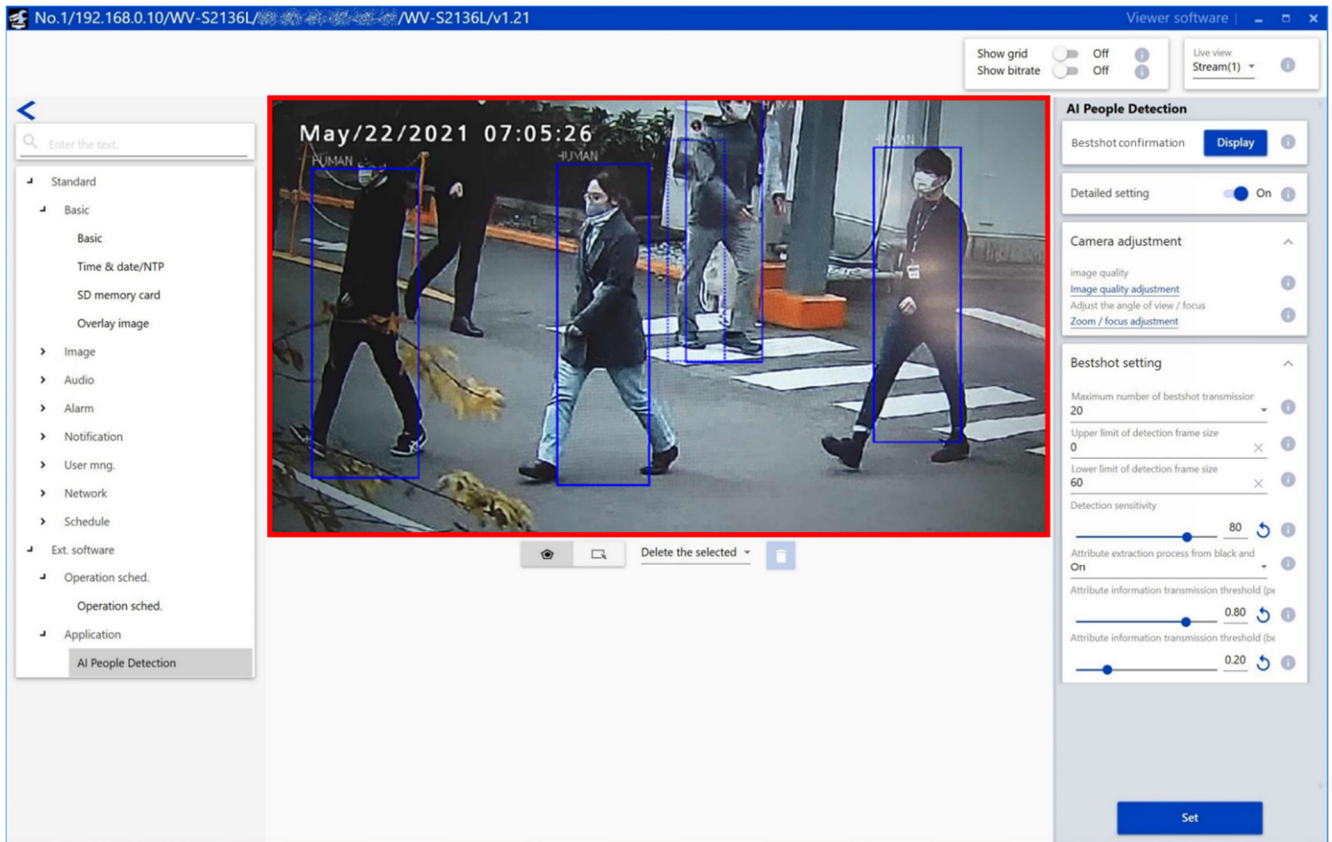 No.1/192.168.0.10/WV-S2136L/ /WV-S2136L/v1.21
Viewer software
Show grid Off
Show bitrate Off
Live view
Stream(1)
Enter the text.
Standard
Basic
Basic
Time & date/NTP
SD memory card
Overlay image
Image
Audio
Alarm
Notification
User mng.
Network
Schedule
Ext. software
Operation sched.
Operation sched.
Application
AI People Detection
May/22/2021 07:05:26
HUMAN
HUMAN
HUMAN
Delete the selected
AI People Detection
Bestshot confirmation Display
Detailed setting On
Camera adjustment
image quality
Image quality adjustment
Adjust the angle of view / focus
Zoom / focus adjustment
Bestshot setting
Maximum number of bestshot transmission
20
Upper limit of detection frame size
0
Lower limit of detection frame size
60
Detection sensitivity
80
Attribute extraction process from black and
On
Attribute information transmission threshold (pe
0.80
Attribute information transmission threshold (be
0.20
Set